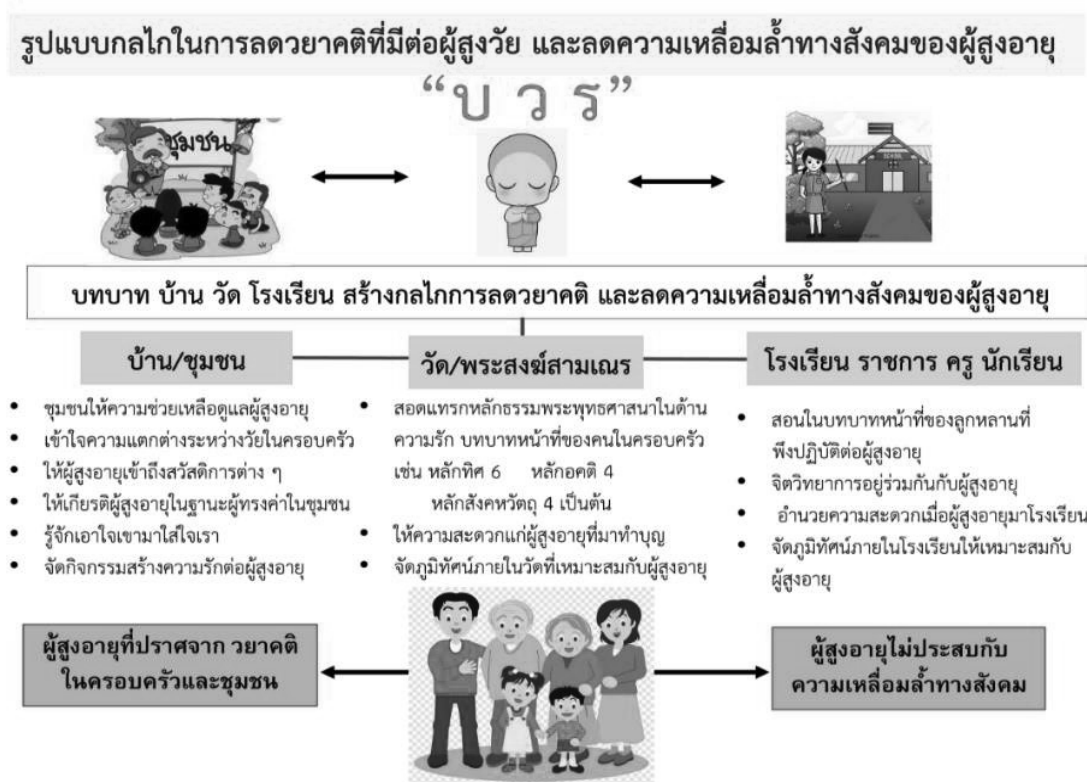 รูปแบบกลไกในการลดวยาคติที่มีต่อผู้สูงวัย และลดความเหลื่อมล้ำทางสังคมของผู้สูงอายุ
“บ ว ร”
ชุมชน
SCHOOL
บทบาท บ้าน วัด โรงเรียน สร้างกลไกการลดวยาคติ และลดความเหลื่อมล้ำทางสังคมของผู้สูงอายุ
บ้าน/ชุมชน
• ชุมชนให้ความช่วยเหลือดูแลผู้สูงอายุ
• เข้าใจความแตกต่างระหว่างวัยในครอบครัว
• ให้ผู้สูงอายุเข้าถึงสวัสดิการต่าง ๆ
• ให้เกียรติผู้สูงอายุในฐานะผู้ทรงค่าในชุมชน
• รู้จักเอาใจเขามาใส่ใจเรา
• จัดกิจกรรมสร้างความรักต่อผู้สูงอายุ
วัด/พระสงฆ์สามเณร
• สอดแทรกหลักธรรมพระพุทธศาสนาในด้าน
ความรัก บทบาทหน้าที่ของคนในครอบครัว
เช่น หลักทิศ 6 หลักอคติ 4
หลักสังคหวัตถุ 4 เป็นต้น
• ให้ความสะดวกแก่ผู้สูงอายุที่มาทำบุญ
• จัดภูมิทัศน์ภายในวัดที่เหมาะสมกับผู้สูงอายุ
โรงเรียน ราชการ ครู นักเรียน
• สอนในบทบาทหน้าที่ของลูกหลานที่
พึงปฏิบัติต่อผู้สูงอายุ
• จิตวิทยาการอยู่ร่วมกันกับผู้สูงอายุ
• อำนวยความสะดวกเมื่อผู้สูงอายุมาโรงเรียน
• จัดภูมิทัศน์ภายในโรงเรียนให้เหมาะสมกับ
ผู้สูงอายุ
ผู้สูงอายุที่ปราศจาก วยาคติ
ในครอบครัวและชุมชน
ผู้สูงอายุไม่ประสบกับ
ความเหลื่อมล้ำทางสังคม